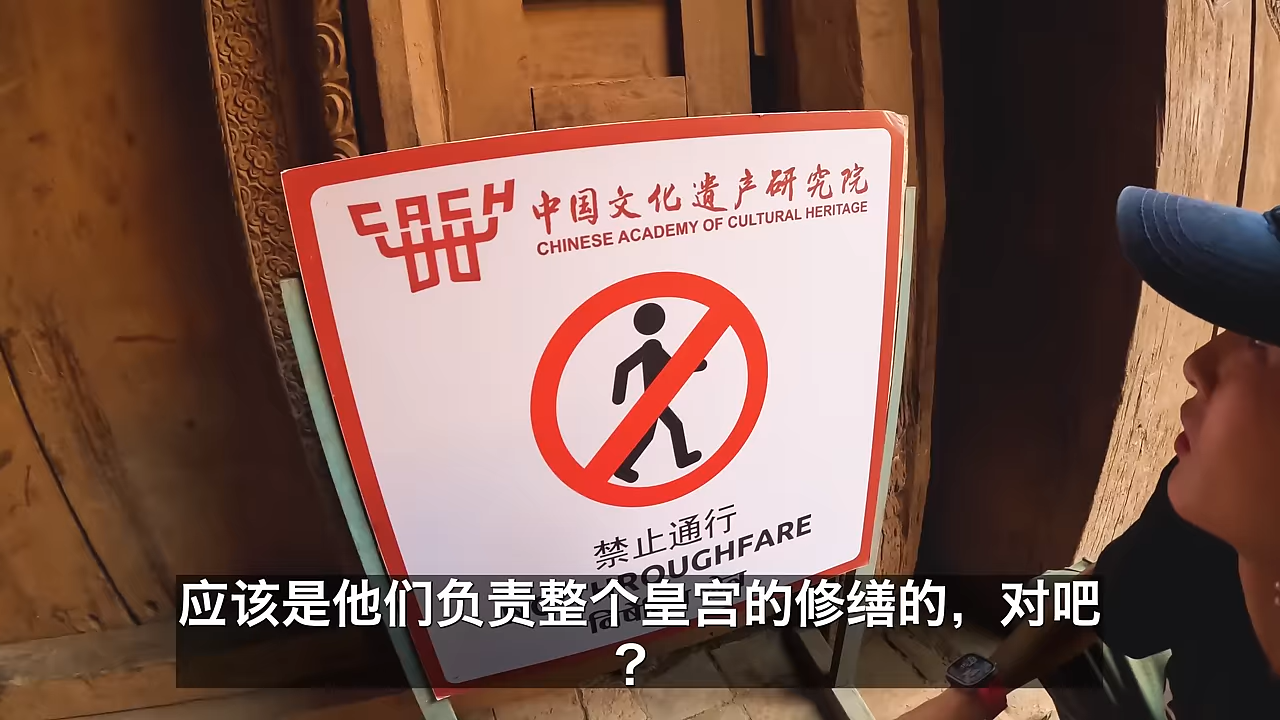 CACH
中国文化遗产研究院
CHINESE ACADEMY OF CULTURAL HERITAGE
禁止通行
THROUGHFARE
应该是他们负责整个皇宫的修缮的，对吧
？